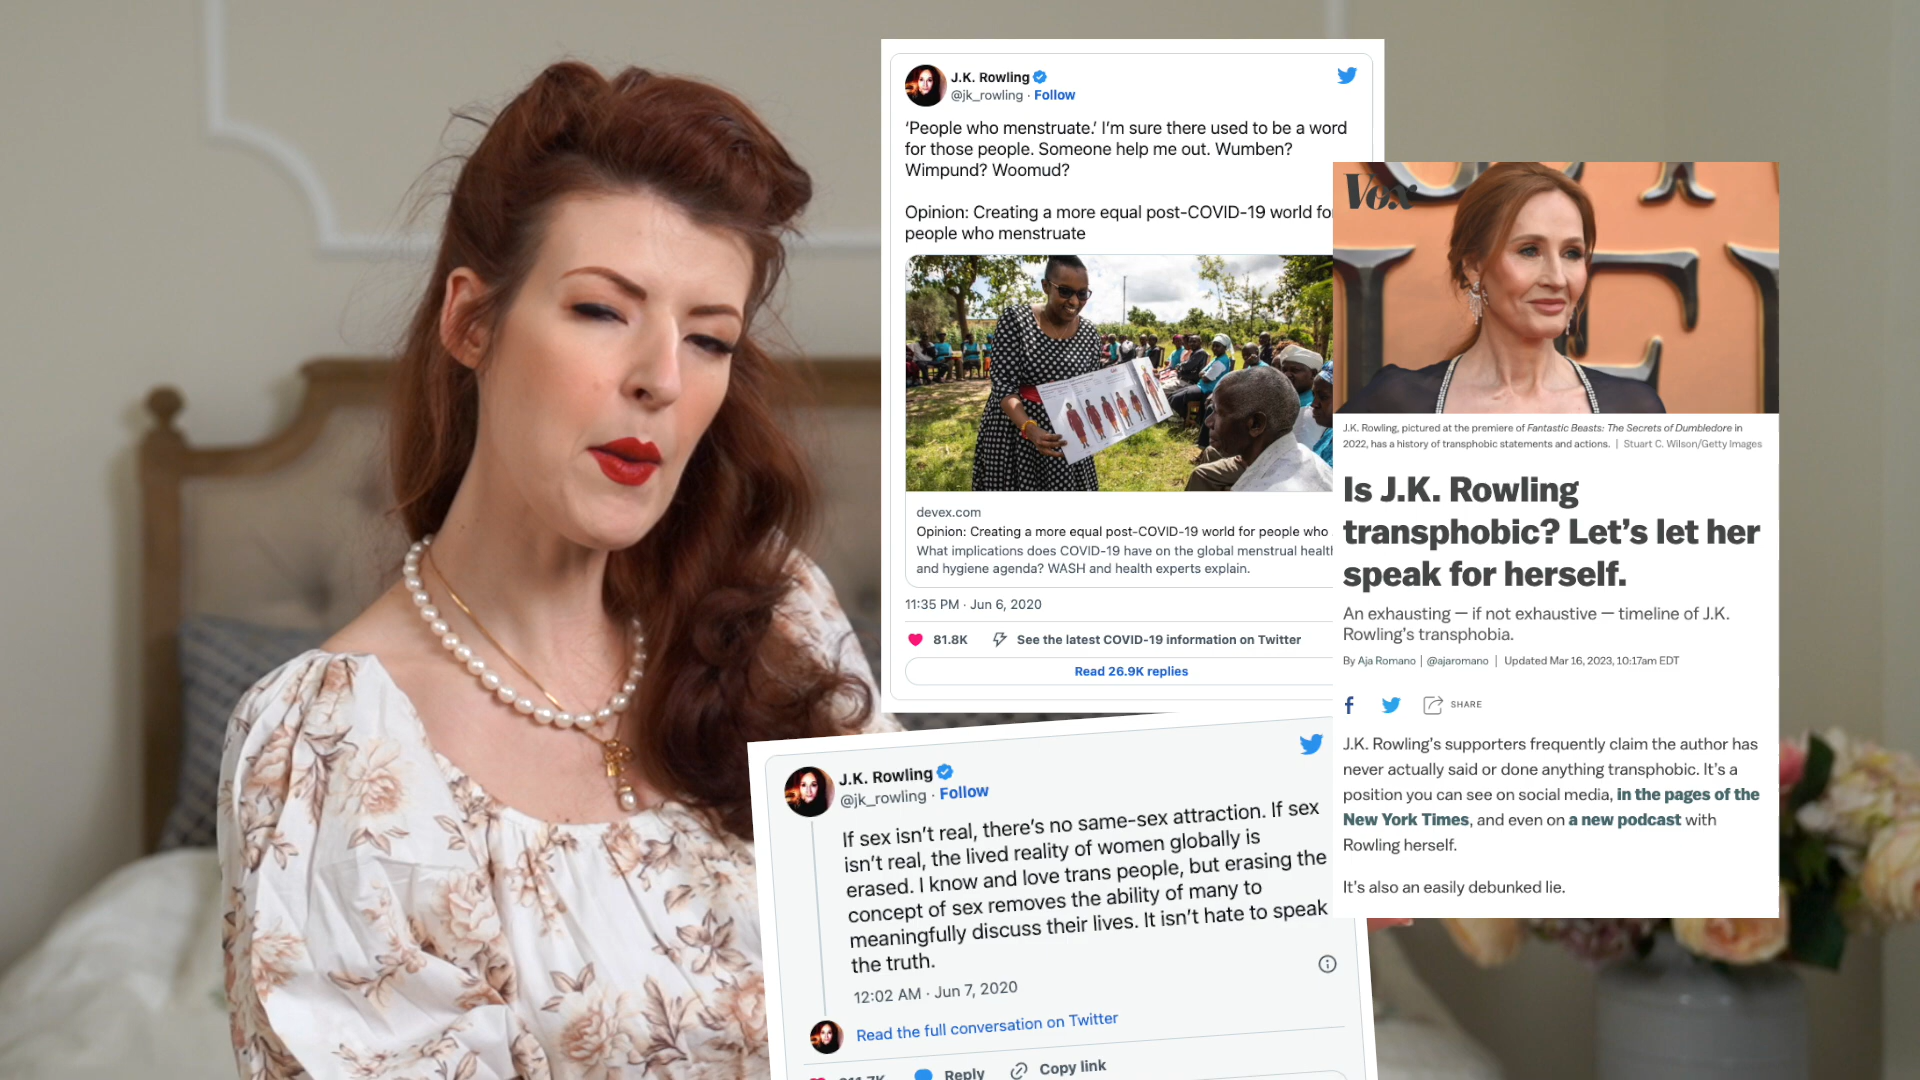 J.K. Rowling
@jk_rowling · Follow
‘People who menstruate.’ I’m sure there used to be a word
for those people. Someone help me out. Wumben?
Wimpund? Woomud?
Opinion: Creating a more equal post-COVID-19 world for
people who menstruate
devex.com
Opinion: Creating a more equal post-COVID-19 world for people who
What implications does COVID-19 have on the global menstrual health
and hygiene agenda? WASH and health experts explain.
11:35 PM · Jun 6, 2020
81.8K See the latest COVID-19 information on Twitter
Read 26.9K replies
J.K. Rowling
@jk_rowling · Follow
If sex isn’t real, there’s no same-sex attraction. If sex
isn’t real, the lived reality of women globally is
erased. I know and love trans people, but erasing the
concept of sex removes the ability of many to
meaningfully discuss their lives. It isn’t hate to speak
the truth.
12:02 AM · Jun 7, 2020
Read the full conversation on Twitter
Reply Copy link
Vox
J.K. Rowling, pictured at the premiere of Fantastic Beasts: The Secrets of Dumbledore in
2022, has a history of transphobic statements and actions. | Stuart C. Wilson/Getty Images
Is J.K. Rowling
transphobic? Let’s let her
speak for herself.
An exhausting — if not exhaustive — timeline of J.K.
Rowling’s transphobia.
By Aja Romano | @ajaromano | Updated Mar 16, 2023, 10:17am EDT
SHARE
J.K. Rowling’s supporters frequently claim the author has
never actually said or done anything transphobic. It’s a
position you can see on social media, in the pages of the
New York Times, and even on a new podcast with
Rowling herself.
It’s also an easily debunked lie.